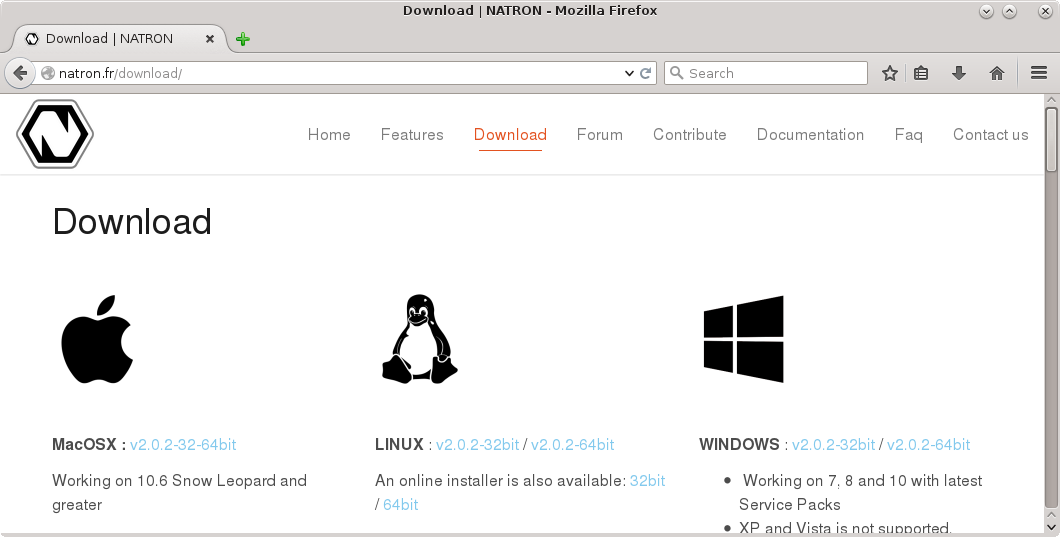 Download | NATRON - Mozilla Firefox
Download | NATRON
natron.fr/download/
Search
Home Features Download Forum Contribute Documentation Faq Contact us
Download
MacOSX : v2.0.2-32-64bit
Working on 10.6 Snow Leopard and
greater
LINUX : v2.0.2-32bit / v2.0.2-64bit
An online installer is also available: 32bit
/ 64bit
WINDOWS : v2.0.2-32bit / v2.0.2-64bit
• Working on 7, 8 and 10 with latest
Service Packs
• XP and Vista is not supported.